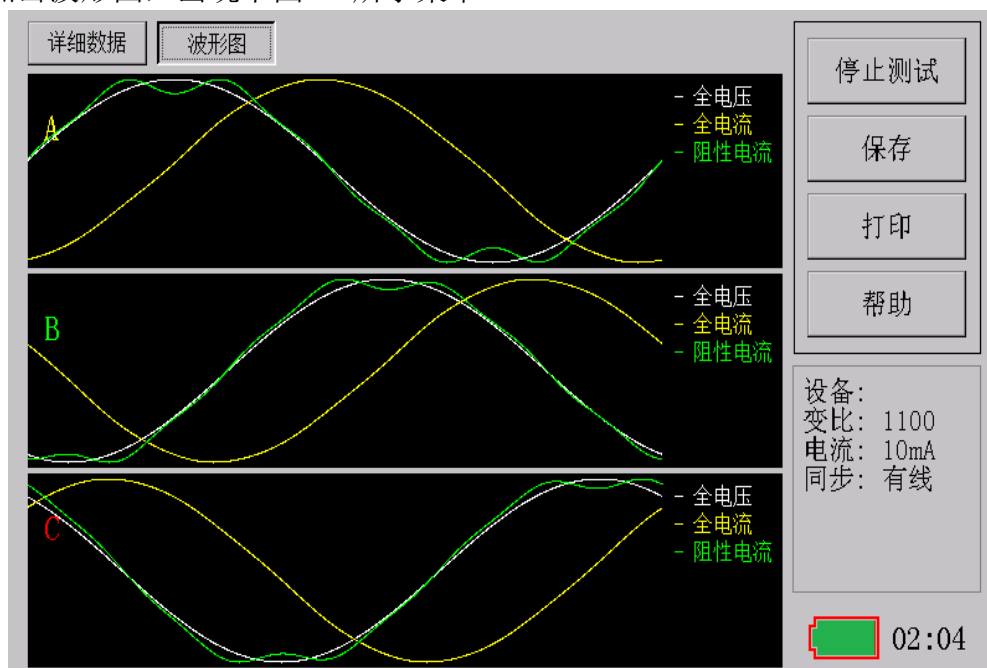 详细数据
波形图
A
- 全电压
- 全电流
- 阻性电流
B
- 全电压
- 全电流
- 阻性电流
C
- 全电压
- 全电流
- 阻性电流
停止测试
保存
打印
帮助
设备:
变比: 1100
电流: 10mA
同步: 有线
02:04